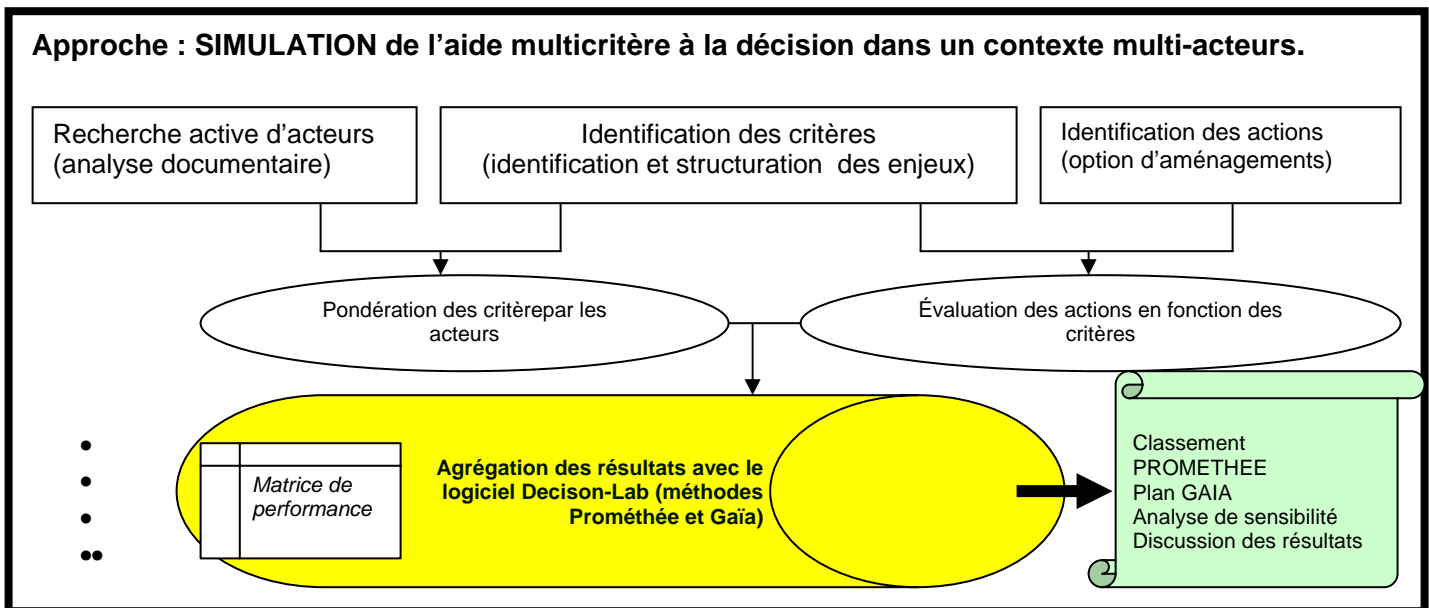 Approche : SIMULATION de l’aide multicritère à la décision dans un contexte multi-acteurs.
Recherche active d’acteurs
(analyse documentaire)
Identification des critères
(identification et structuration des enjeux)
Identification des actions
(option d’aménagements)
Pondération des critèrepar les
acteurs
Évaluation des actions en fonction des
critères
Matrice de
performance
Agrégation des résultats avec le
logiciel Decison-Lab (méthodes
Prométhée et Gaïa)
Classement
PROMETHEE
Plan GAIA
Analyse de sensibilité
Discussion des résultats